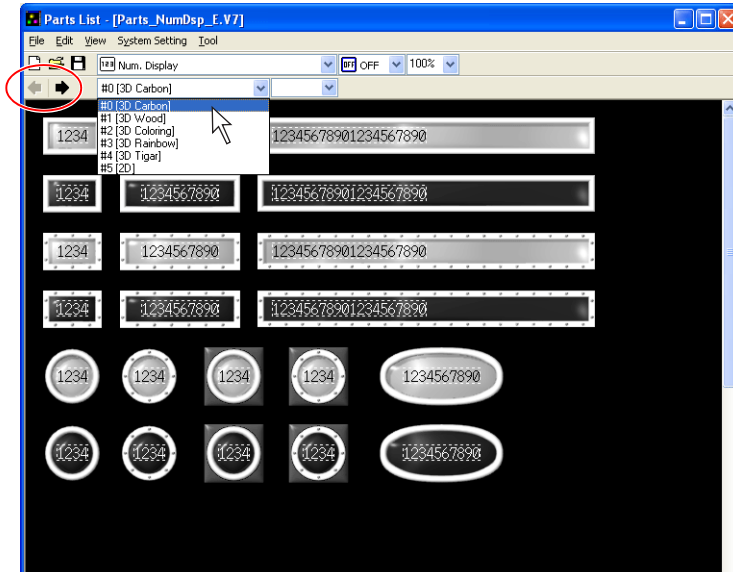 Parts List - [Parts_NumDsp_E.V7]
File Edit View System Setting Tool
123 Num. Display OFF OFF 100%
#0 [3D Carbon]
#0 [3D Carbon]
#1 [3D Wood]
#2 [3D Coloring]
#3 [3D Rainbow]
#4 [3D Tigar]
#5 [2D]
1234 12345678901234567890
1234 1234567890 12345678901234567890
1234 1234567890 12345678901234567890
1234 1234567890 12345678901234567890
1234 1234 1234 1234 1234567890
1234 1234 1234 1234 1234567890